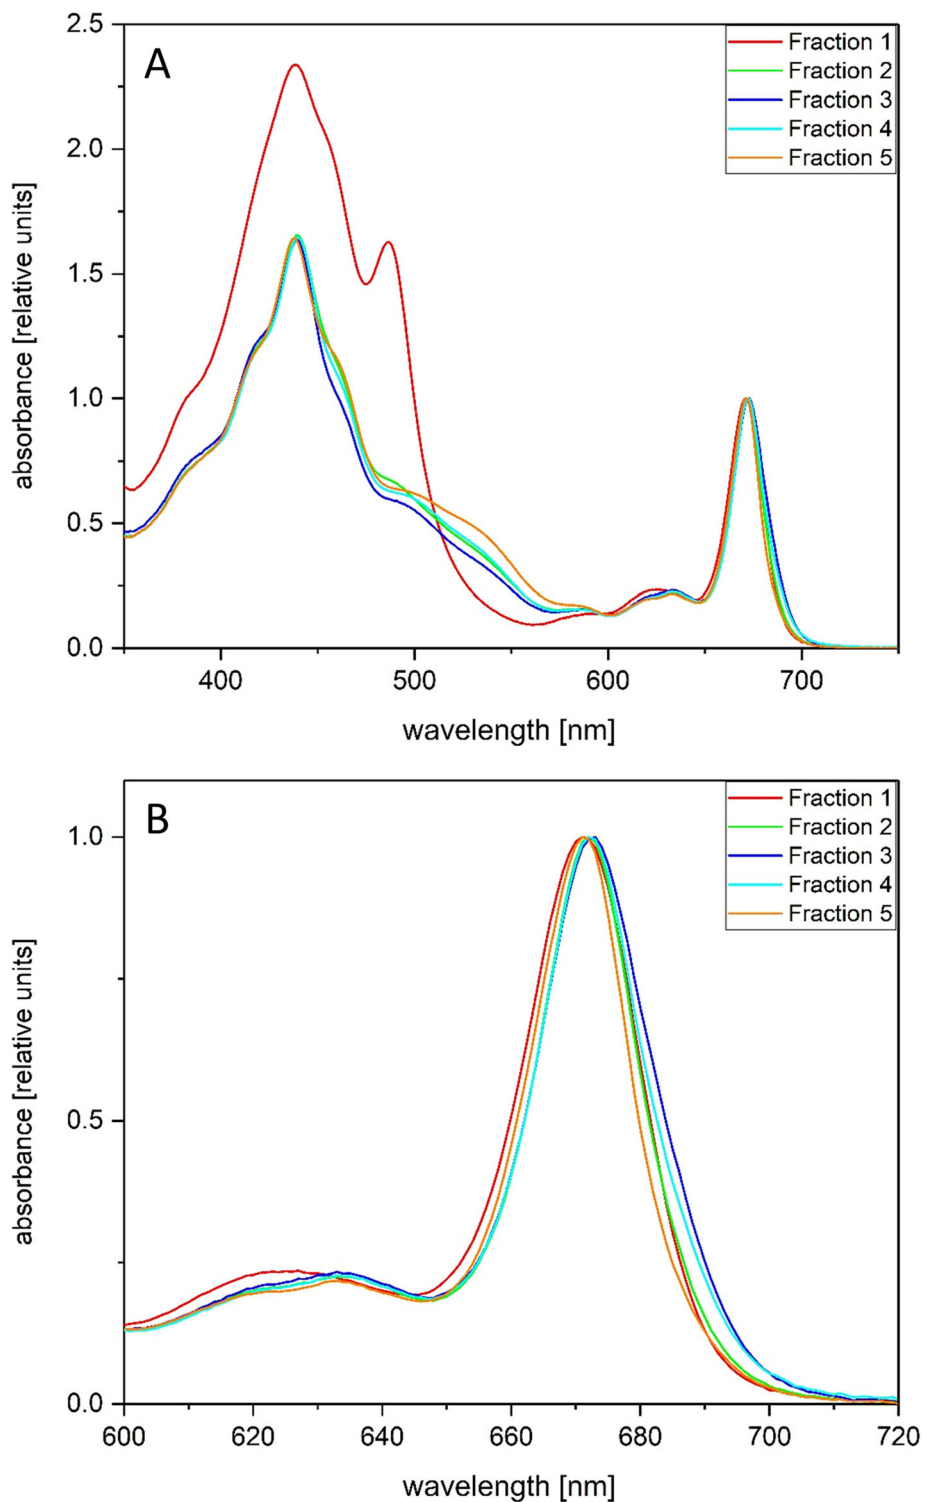 A
Fraction 1
Fraction 2
Fraction 3
Fraction 4
Fraction 5
2.5
2.0
1.5
1.0
0.5
0.0
absorbance [relative units]
400 500 600 700
wavelength [nm]
B
Fraction 1
Fraction 2
Fraction 3
Fraction 4
Fraction 5
1.0
0.5
0.0
absorbance [relative units]
600 620 640 660 680 700 720
wavelength [nm]